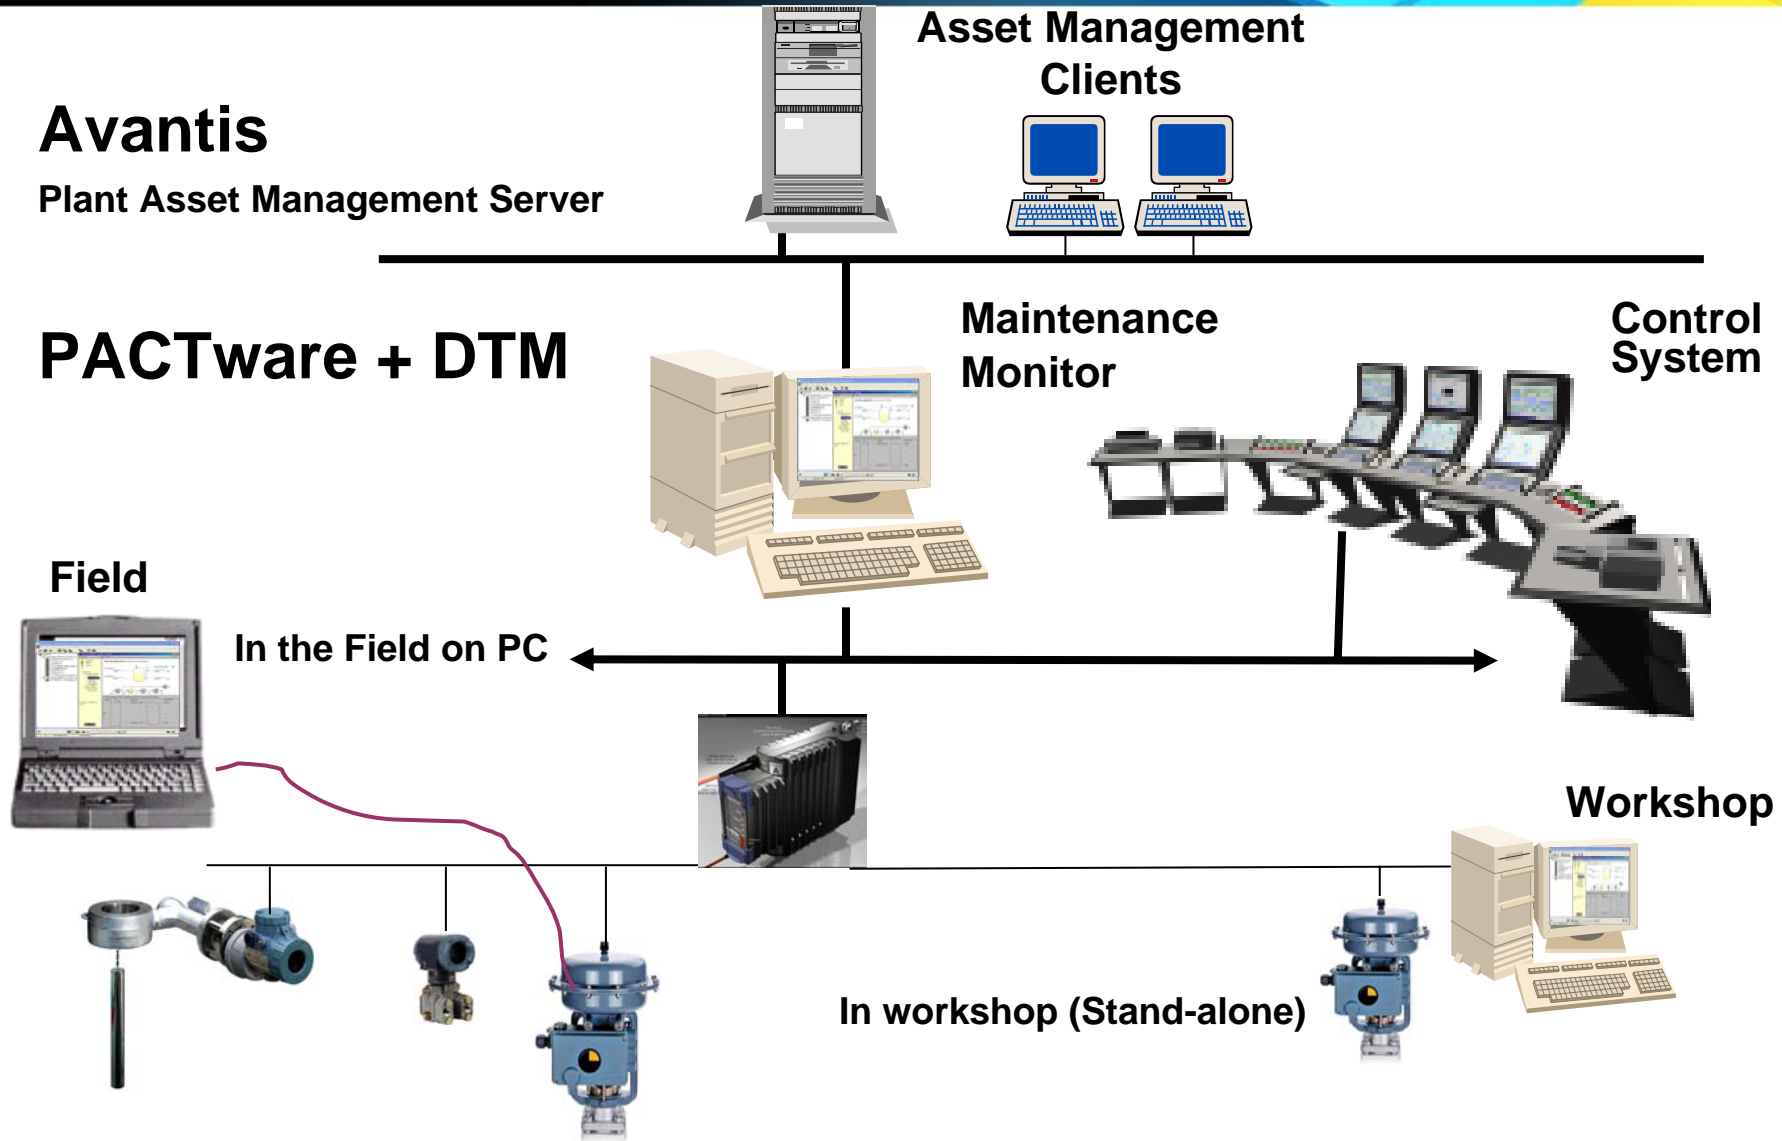 Asset Management
Clients
Avantis
Plant Asset Management Server
PACTware + DTM
Maintenance
Monitor
Control
System
Field
In the Field on PC
Workshop
In workshop (Stand-alone)